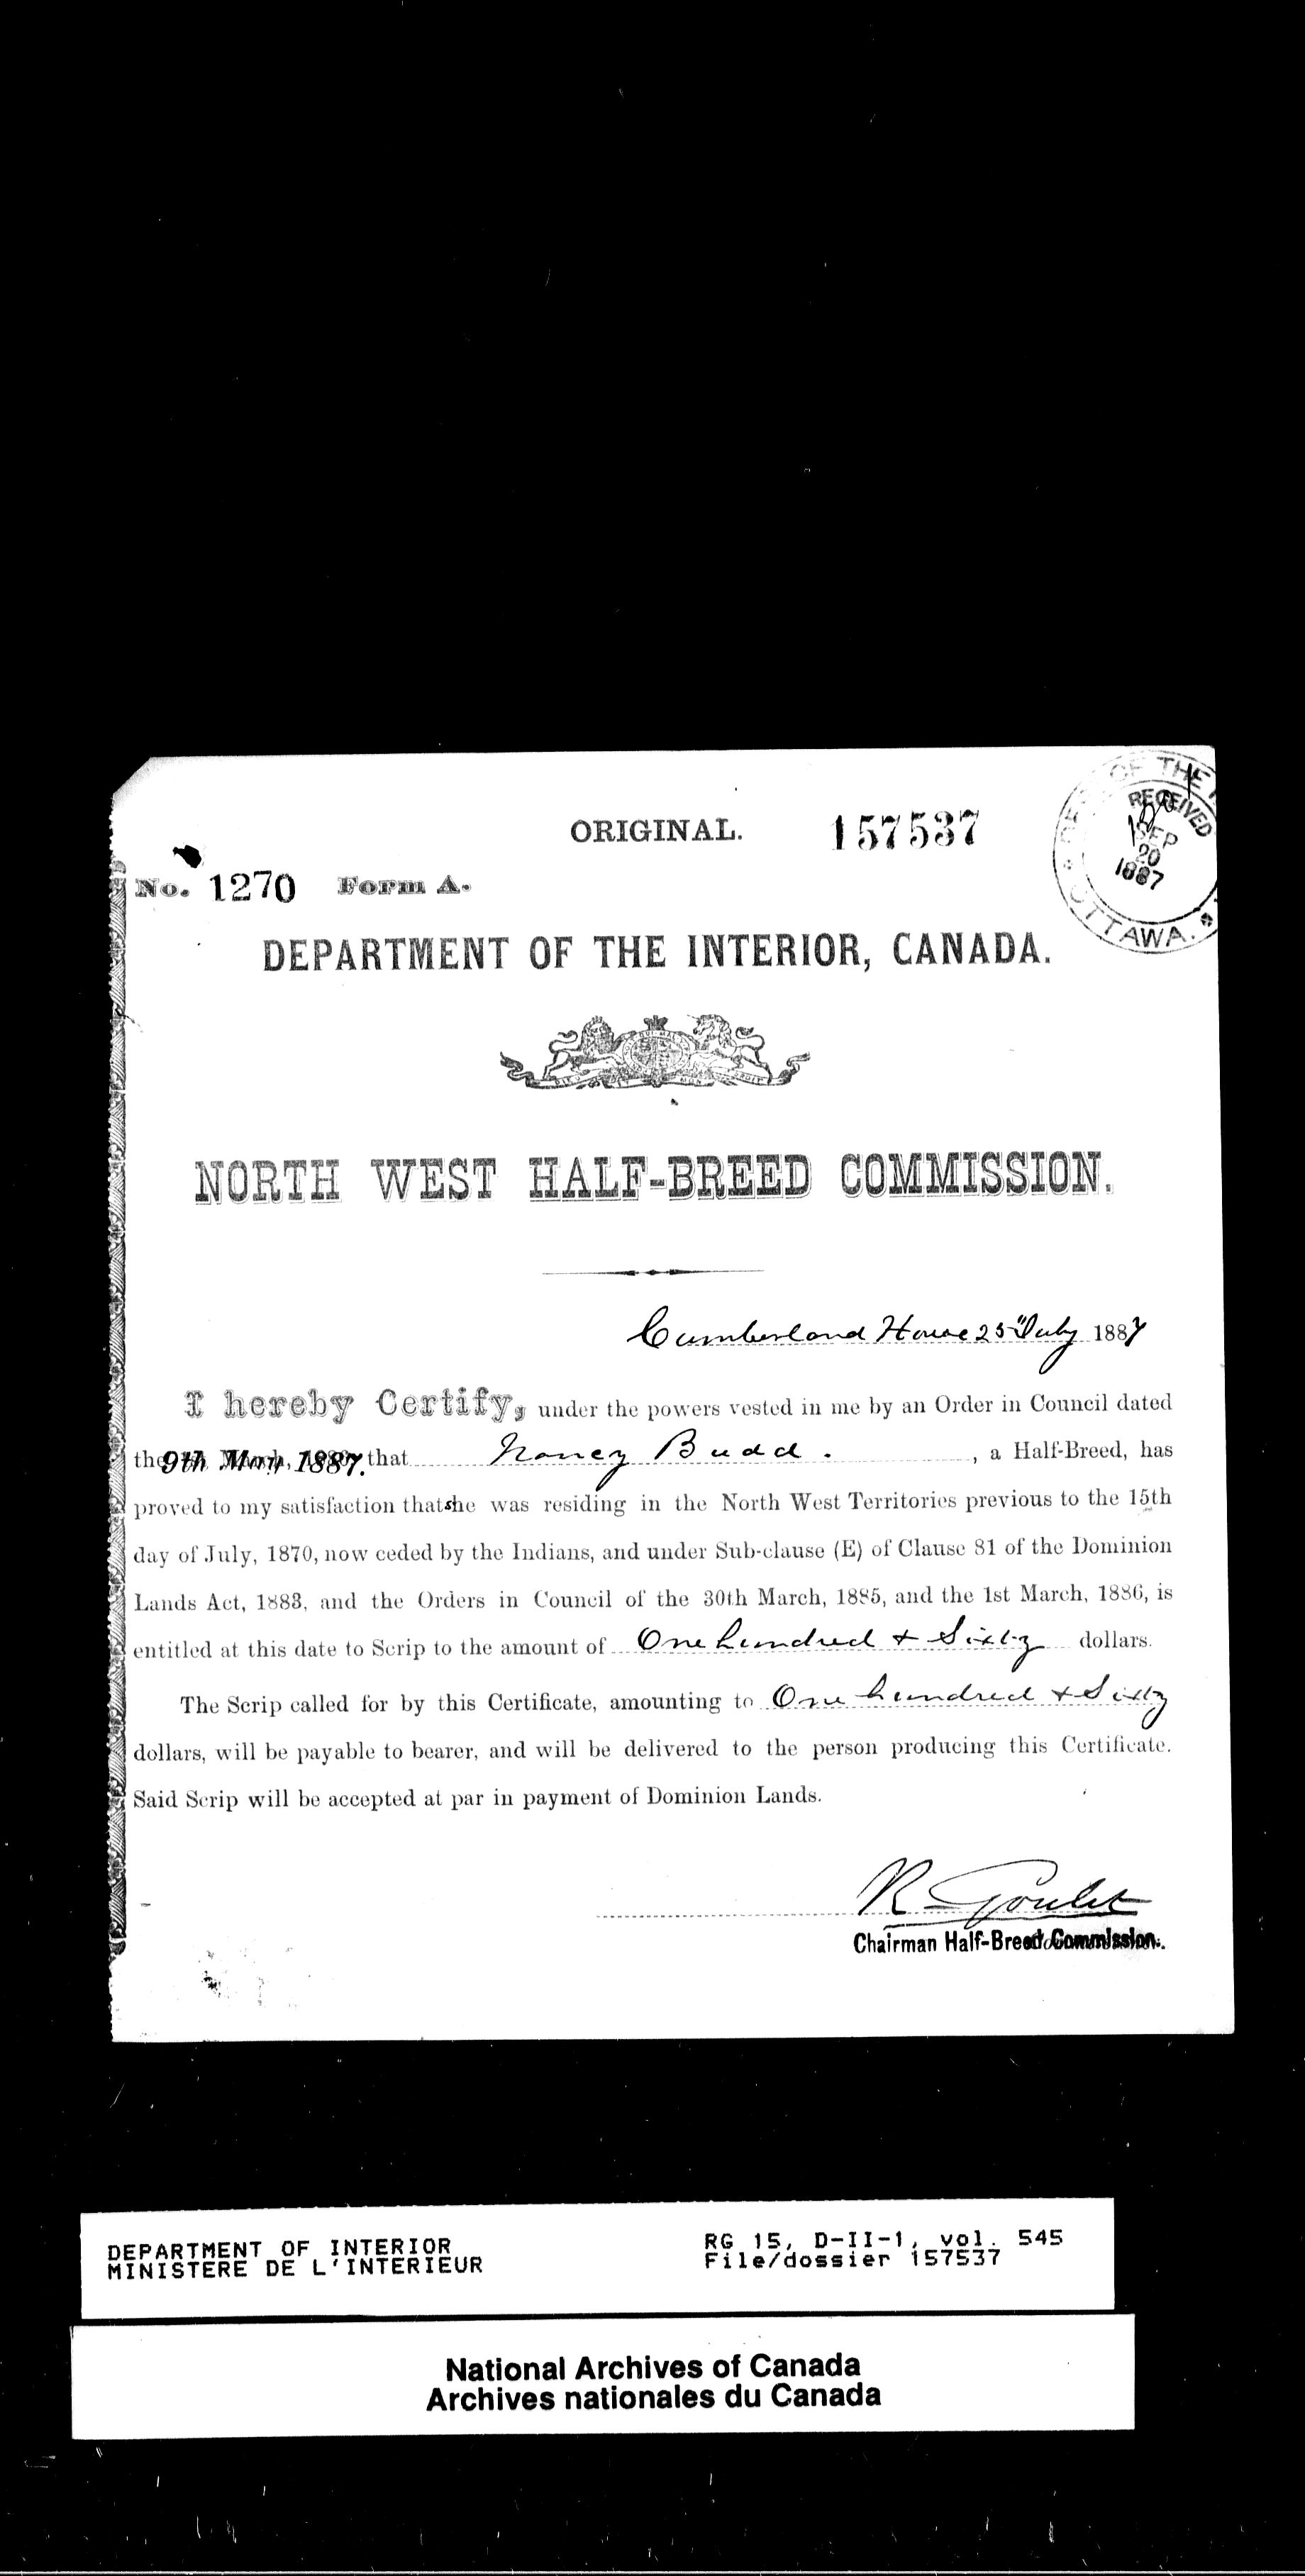 ORIGINAL. 157537
DEPT OF THE
RECEIVED
SEP
20
1887
OTTAWA.
No. 1270 Form A.
DEPARTMENT OF THE INTERIOR, CANADA.
NORTH WEST HALF-BREED COMMISSION.
Cumberland House 25" July 1887
I hereby Certify, under the powers vested in me by an Order in Council dated
the 9th March, 1887. that Nancy Budd. , a Half-Breed, has
proved to my satisfaction that she was residing in the North West Territories previous to the 15th
day of July, 1870, now ceded by the Indians, and under Sub-clause (E) of Clause 81 of the Dominion
Lands Act, 1883, and the Orders in Council of the 30th March, 1885, and the 1st March, 1886, is
entitled at this date to Scrip to the amount of One hundred + Sixty dollars.
The Scrip called for by this Certificate, amounting to One hundred + Sixty
dollars, will be payable to bearer, and will be delivered to the person producing this Certificate.
Said Scrip will be accepted at par in payment of Dominion Lands.
R Goulet
Chairman Half-Breed Commission.
DEPARTMENT OF INTERIOR
MINISTERE DE L'INTERIEUR
RG 15, D-II-1, vol. 545
File/dossier 157537
National Archives of Canada
Archives nationales du Canada